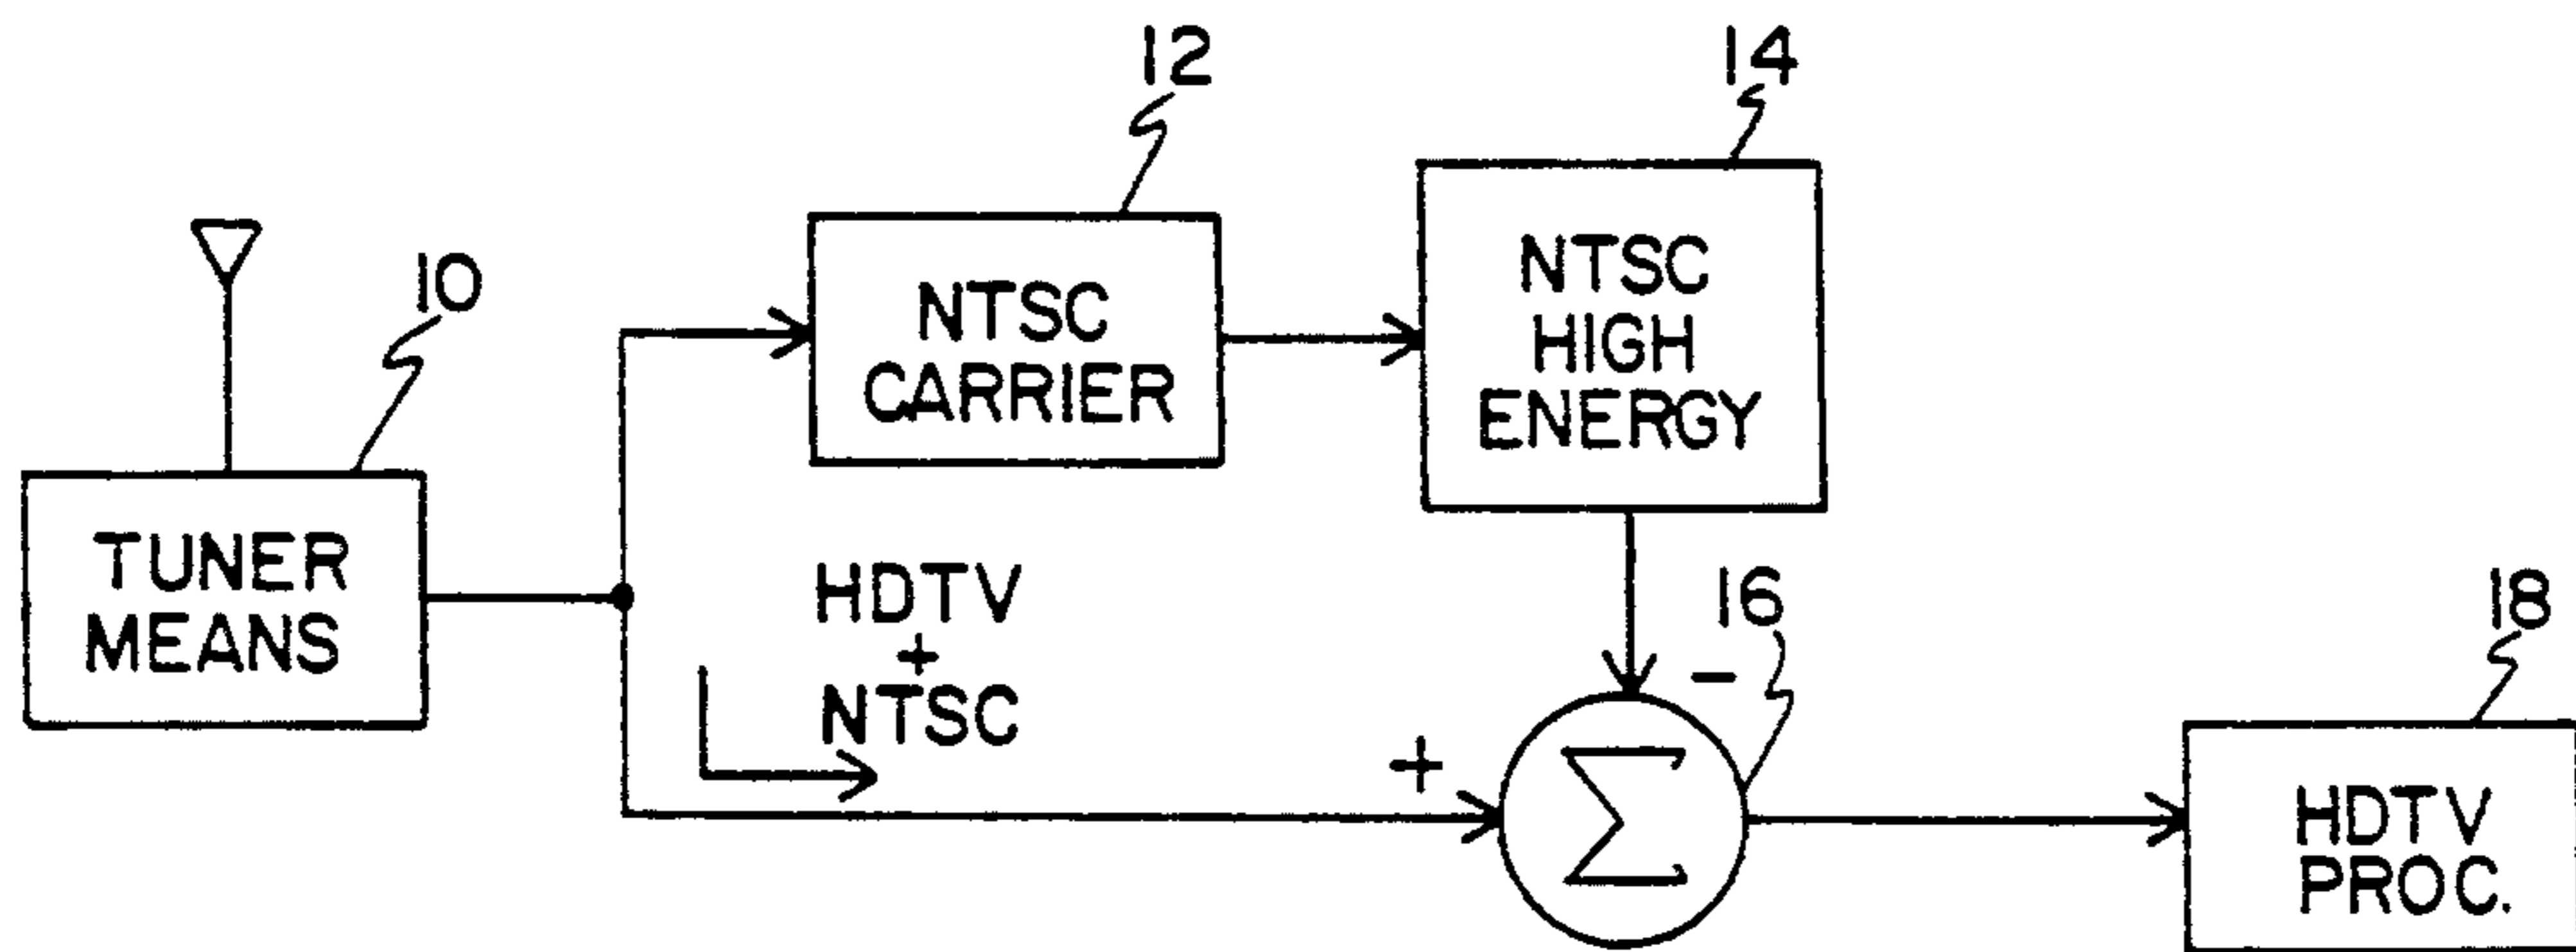 12
14
10
NTSC
CARRIER
NTSC
HIGH
ENERGY
TUNER
MEANS
HDTV
+
NTSC
16
-
+
Σ
18
HDTV
PROC.